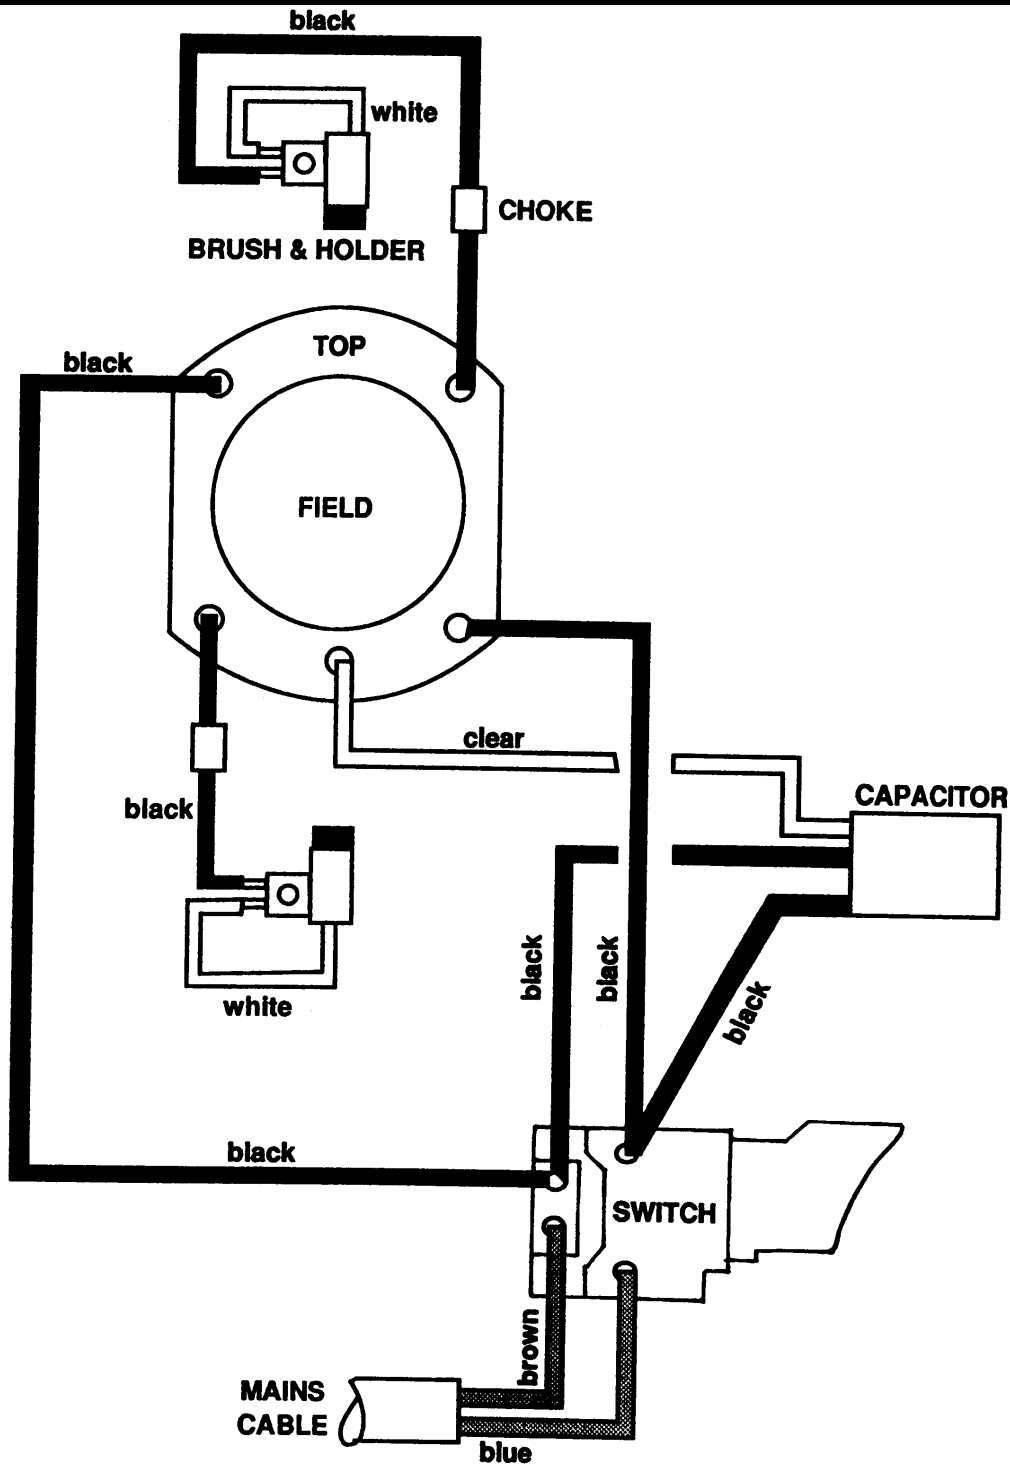 black
white
CHOKE
BRUSH & HOLDER
TOP
black
FIELD
clear
CAPACITOR
black
black
black
black
white
black
SWITCH
brown
MAINS
CABLE
blue